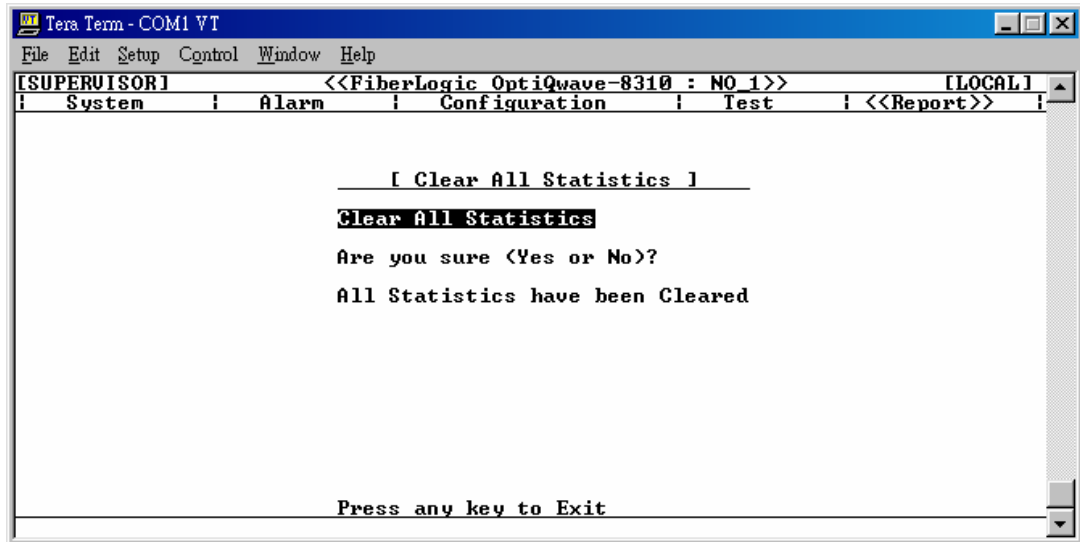 Tera Term - COM1 VT
File Edit Setup Control Window Help
[SUPERVISOR] <<FiberLogic OptiQwave-8310 : NO_1>> [LOCAL]
¦ System ¦ Alarm ¦ Configuration ¦ Test ¦ <<Report>> ¦
[ Clear All Statistics ]
Clear All Statistics
Are you sure (Yes or No)?
All Statistics have been Cleared
Press any key to Exit